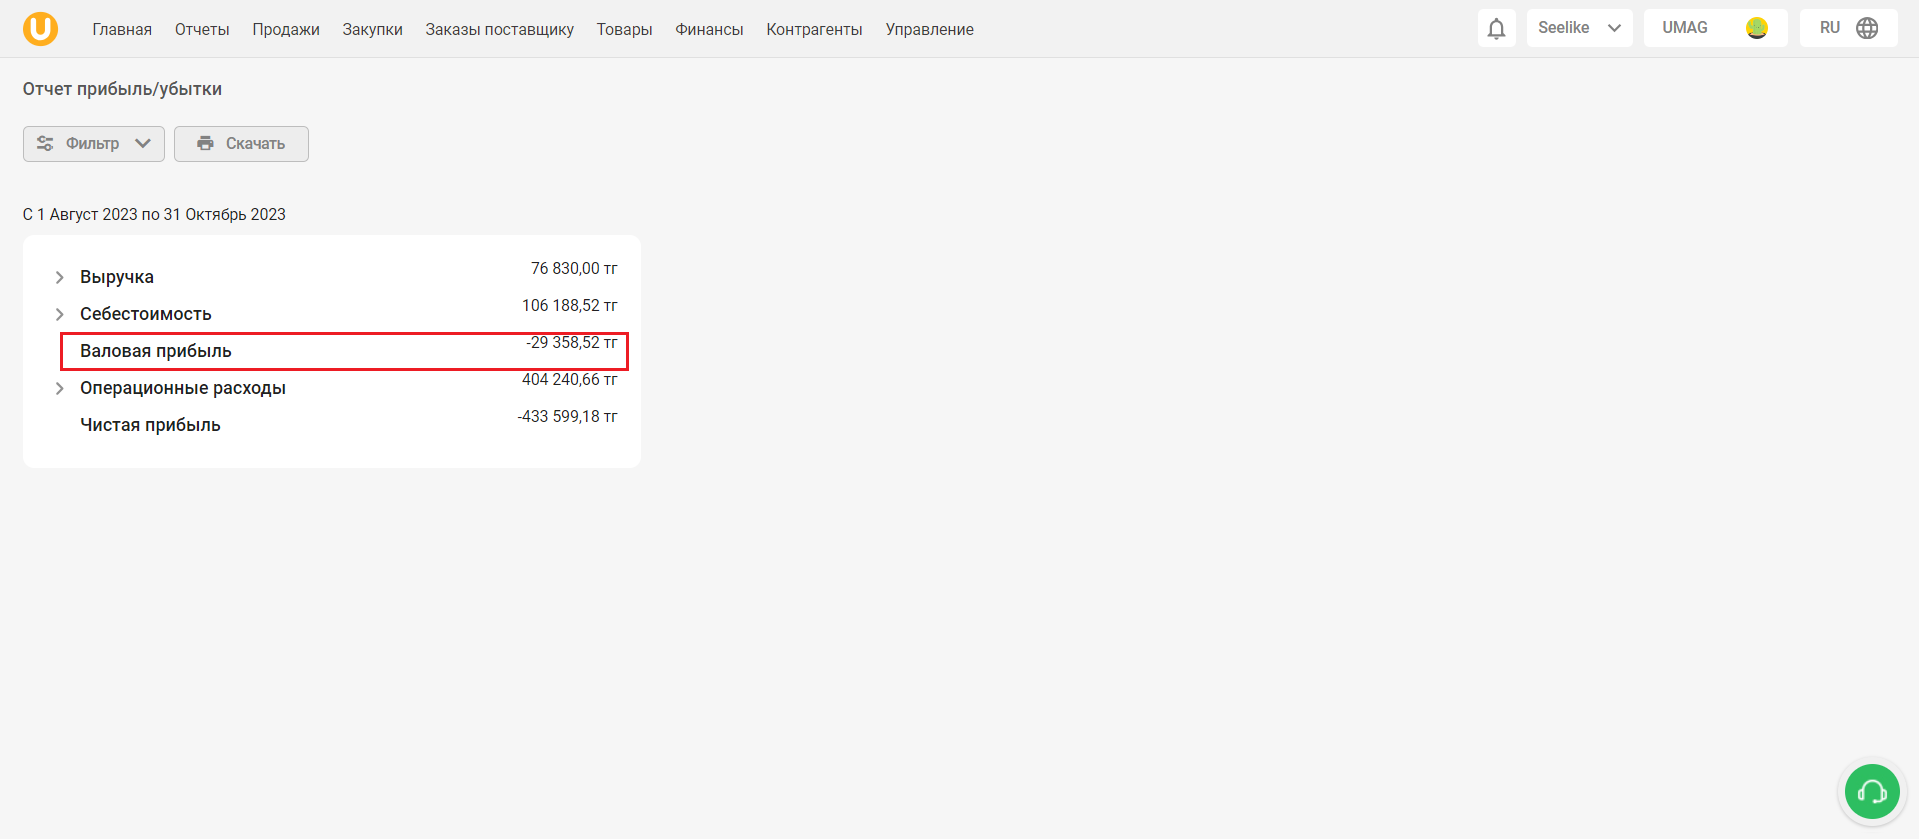 U Главная Отчеты Продажи Закупки Заказы поставщику Товары Финансы Контрагенты Управление Seelike UMAG RU
Отчет прибыль/убытки
Фильтр Скачать
С 1 Август 2023 по 31 Октябрь 2023
Выручка 76 830,00 тг
Себестоимость 106 188,52 тг
Валовая прибыль -29 358,52 тг
Операционные расходы 404 240,66 тг
Чистая прибыль -433 599,18 тг